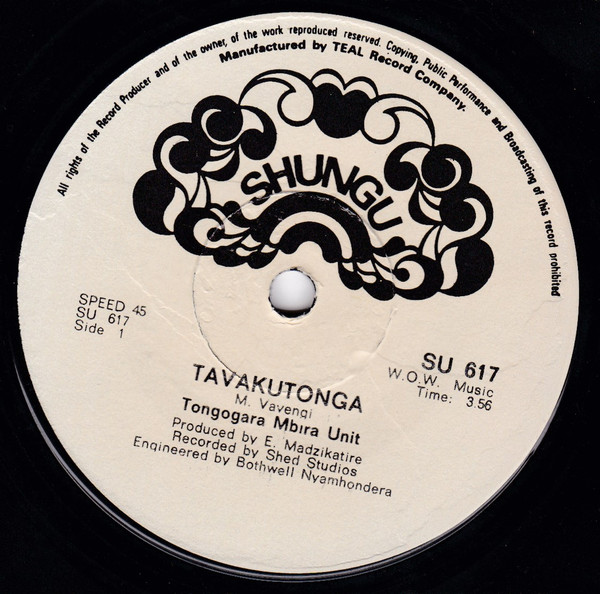 All rights of the Record Producer and of the owner, of the work reproduced reserved. Copying, Public Performance and Broadcasting of this record prohibited
Manufactured by TEAL Record Company.
SHUNGU
SPEED 45
SU 617
Side 1
SU 617
W.O.W. Music
Time: 3.56
TAVAKUTONGA
M. Vavengi
Tongogara Mbira Unit
Produced by E. Madzikatire
Recorded by Shed Studios
Engineered by Bothwell Nyamhondera